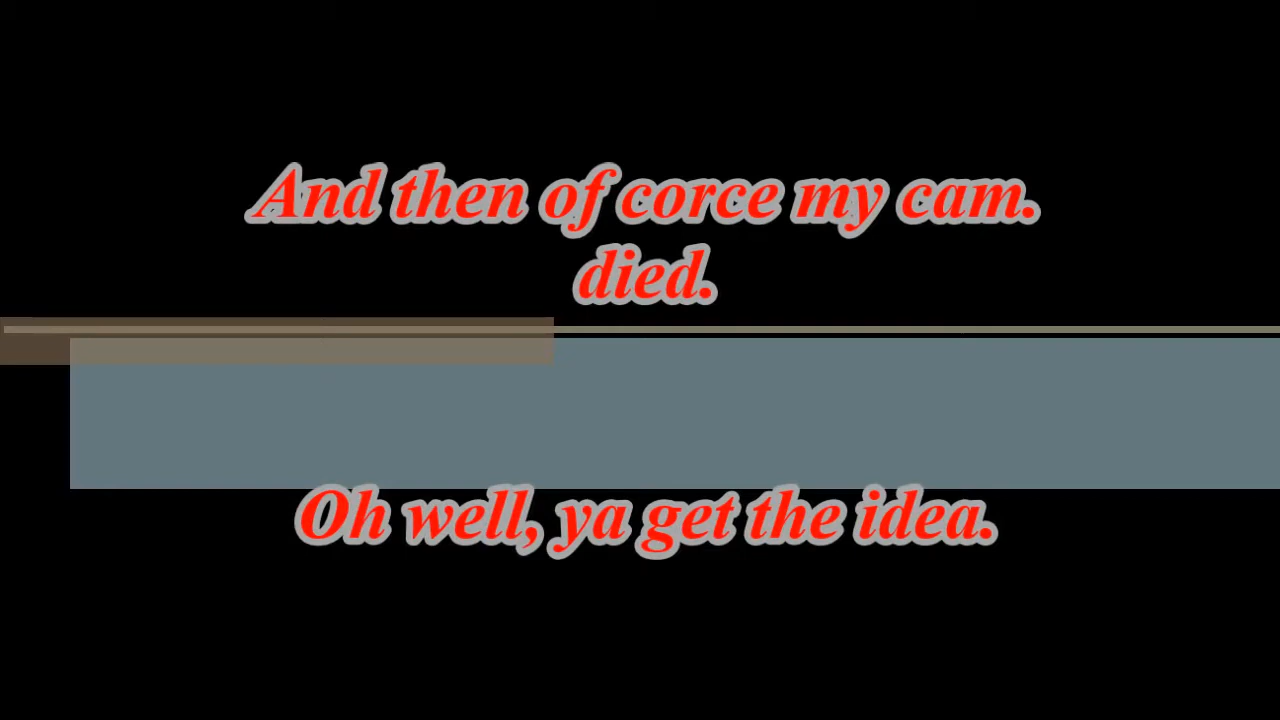 And then of corce my cam.
died.
Oh well, ya get the idea.